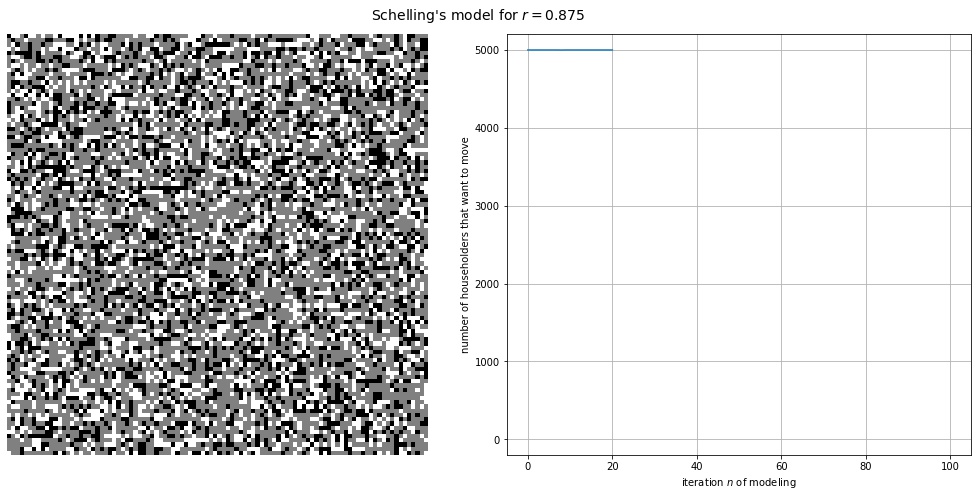 Schelling's model for r = 0.875
number of householders that want to move
5000
4000
3000
2000
1000
0
0 20 40 60 80 100
iteration n of modeling